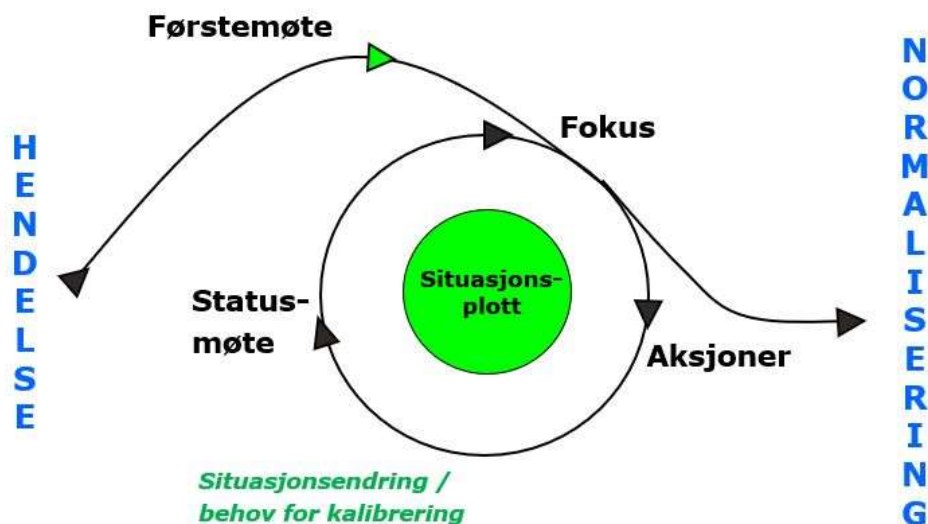 Førstemøte
HENDELSE
Fokus
NORMALISERING
Situasjons-
plott
Status-
møte
Aksjoner
Situasjonsendring /
behov for kalibrering